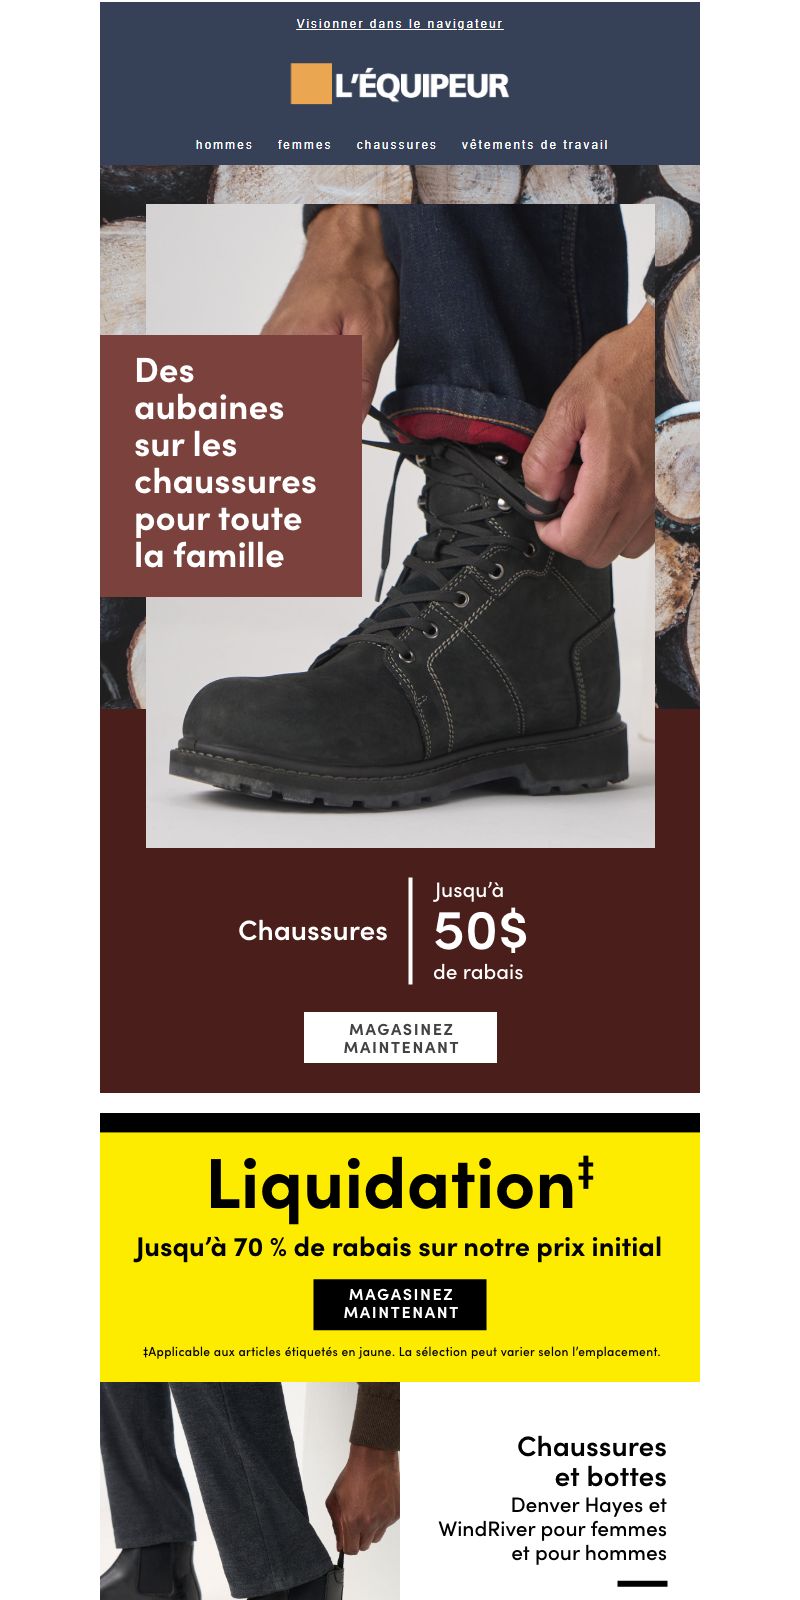 Visionner dans le navigateur
L'ÉQUIPEUR
hommes femmes chaussures vêtements de travail
Des
aubaines
sur les
chaussures
pour toute
la famille
Chaussures
Jusqu'à
50$
de rabais
MAGASINEZ
MAINTENANT
Liquidation‡
Jusqu'à 70 % de rabais sur notre prix initial
MAGASINEZ
MAINTENANT
‡Applicable aux articles étiquetés en jaune. La sélection peut varier selon l'emplacement.
Chaussures
et bottes
Denver Hayes et
WindRiver pour femmes
et pour hommes